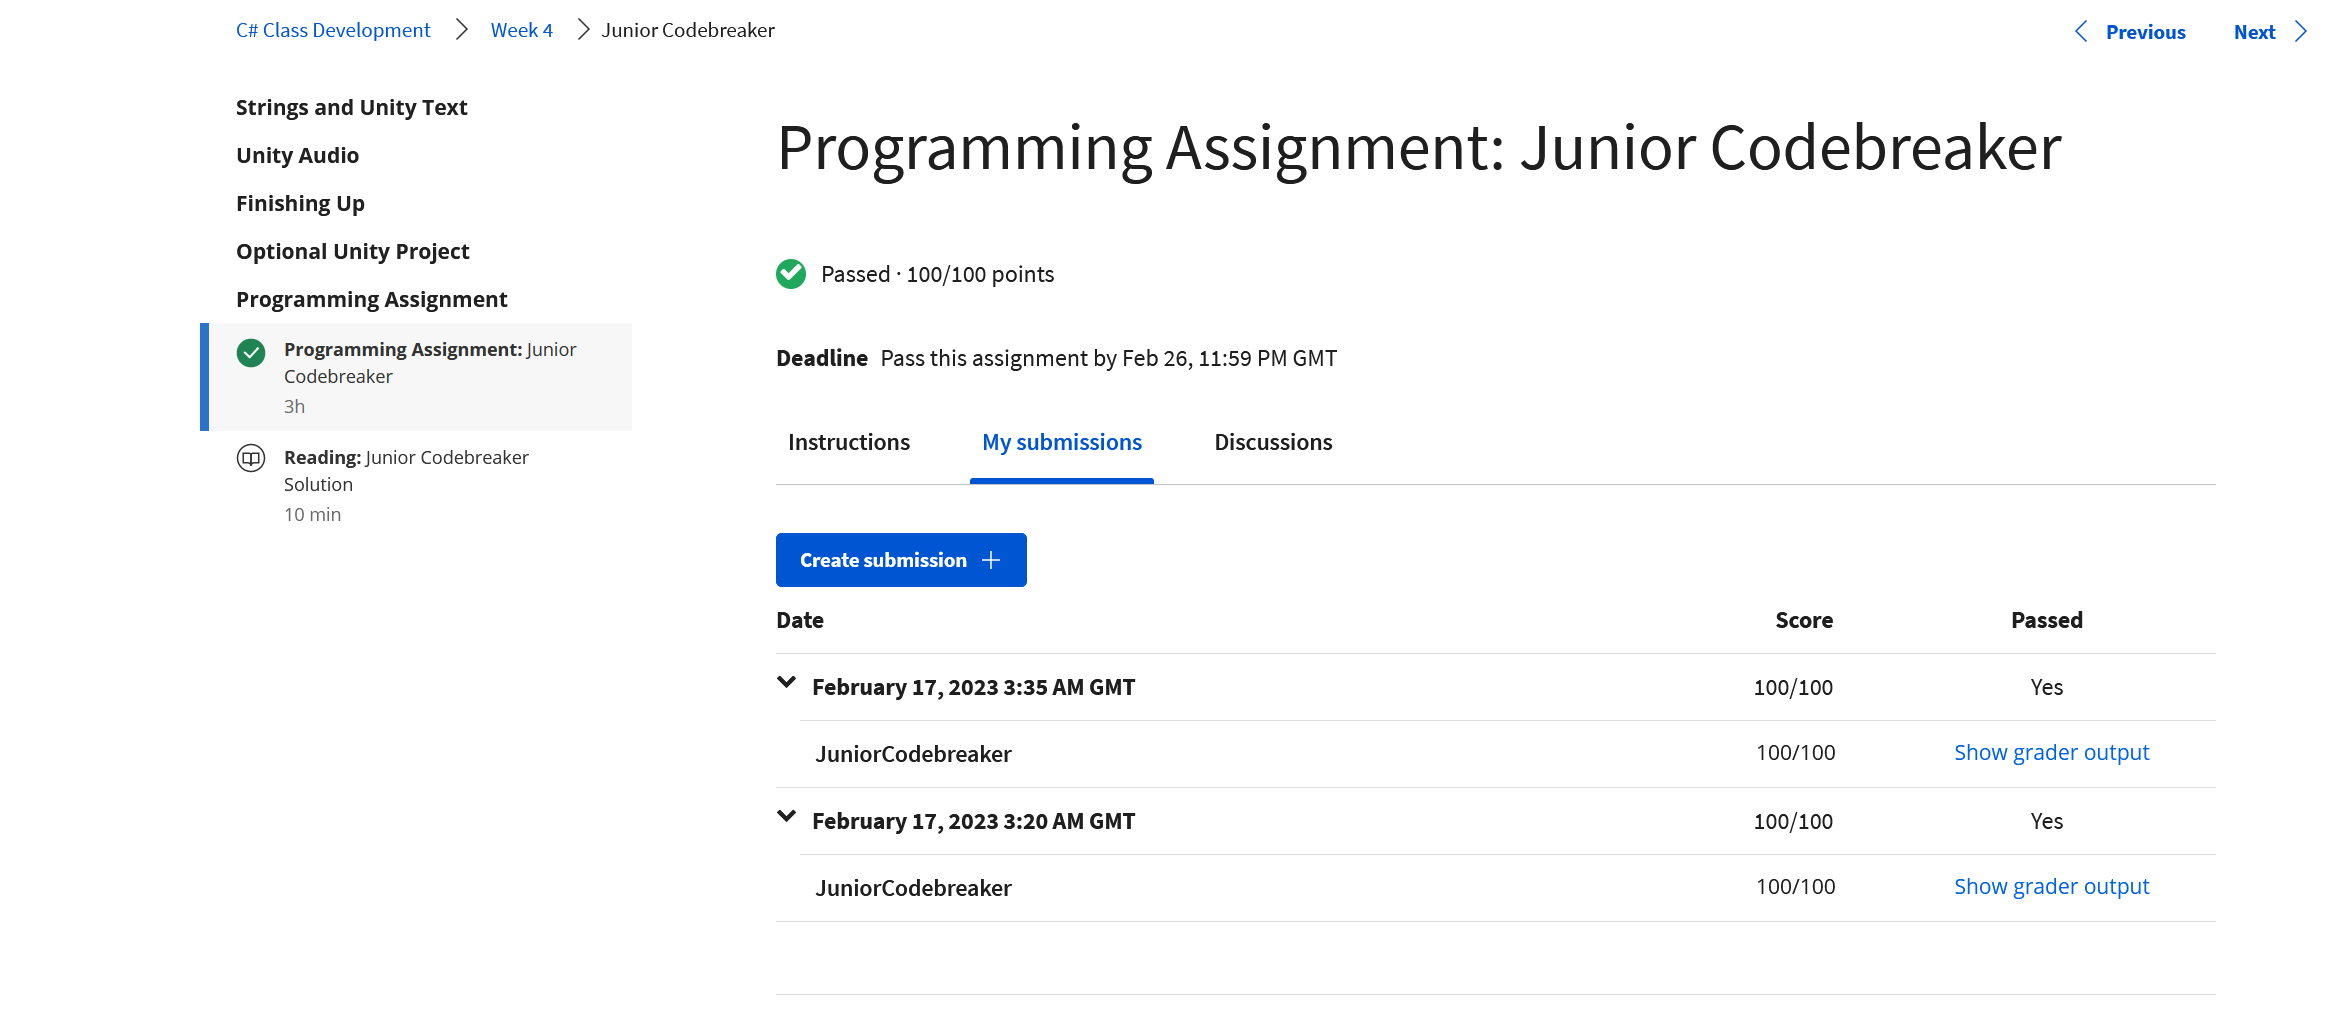 C# Class Development > Week 4 > Junior Codebreaker
Previous
Next
Strings and Unity Text
Unity Audio
Finishing Up
Optional Unity Project
Programming Assignment
Programming Assignment: Junior
Codebreaker
3h
Reading: Junior Codebreaker
Solution
10 min
Programming Assignment: Junior Codebreaker
Passed · 100/100 points
Deadline Pass this assignment by Feb 26, 11:59 PM GMT
Instructions
My submissions
Discussions
Create submission +
Date Score Passed
February 17, 2023 3:35 AM GMT 100/100 Yes
JuniorCodebreaker 100/100 Show grader output
February 17, 2023 3:20 AM GMT 100/100 Yes
JuniorCodebreaker 100/100 Show grader output